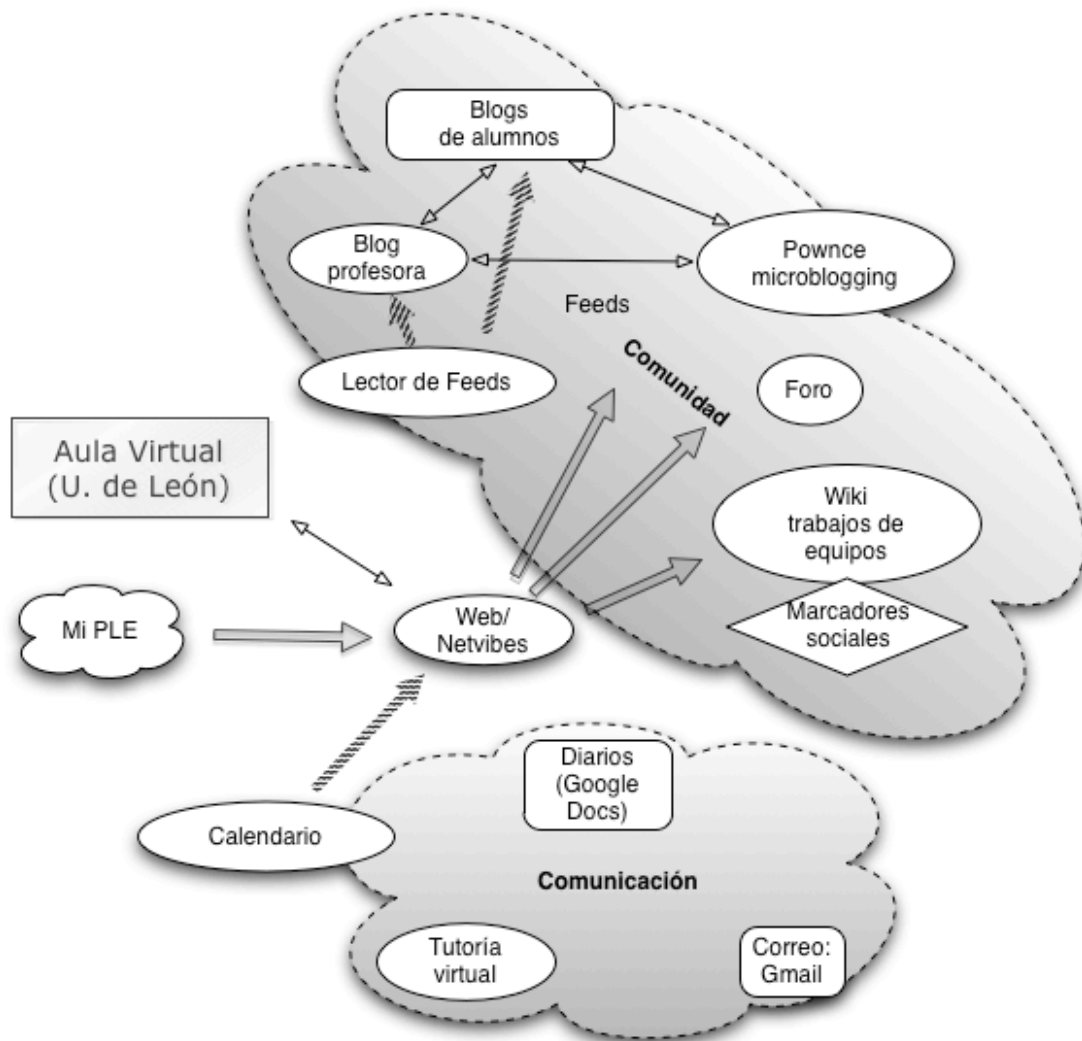 Blogs
de alumnos
Blog
profesora
Pownce
microblogging
Feeds
Comunidad
Lector de Feeds
Foro
Aula Virtual
(U. de León)
Wiki
trabajos de
equipos
Mi PLE
Web/
Netvibes
Marcadores
sociales
Diarios
(Google
Docs)
Calendario
Comunicación
Tutoría
virtual
Correo:
Gmail